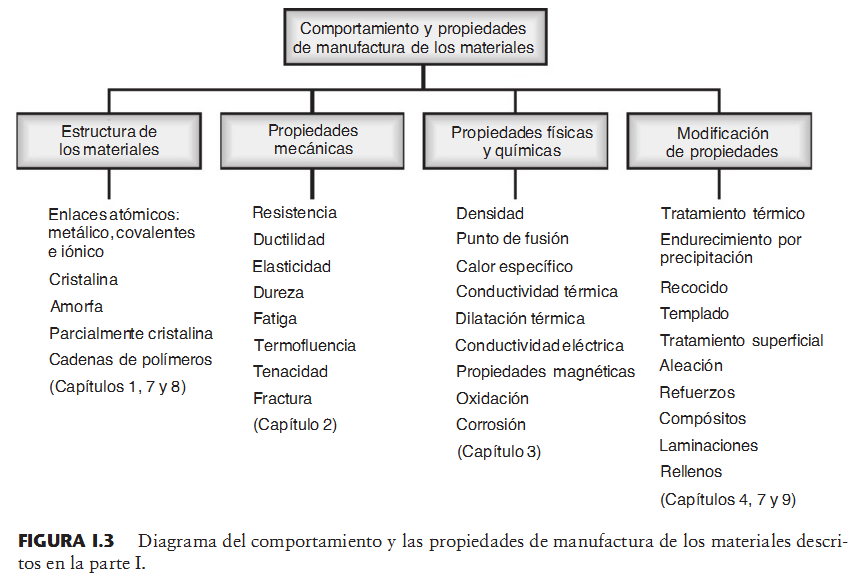 Comportamiento y propiedades
de manufactura de los materiales
Estructura de
los materiales
Enlaces atómicos:
metálico, covalentes
e iónico
Cristalina
Amorfa
Parcialmente cristalina
Cadenas de polímeros
(Capítulos 1, 7 y 8)
Propiedades
mecánicas
Resistencia
Ductilidad
Elasticidad
Dureza
Fatiga
Termofluencia
Tenacidad
Fractura
(Capítulo 2)
Propiedades físicas
y químicas
Densidad
Punto de fusión
Calor específico
Conductividad térmica
Dilatación térmica
Conductividad eléctrica
Propiedades magnéticas
Oxidación
Corrosión
(Capítulo 3)
Modificación
de propiedades
Tratamiento térmico
Endurecimiento por
precipitación
Recocido
Templado
Tratamiento superficial
Aleación
Refuerzos
Compósitos
Laminaciones
Rellenos
(Capítulos 4, 7 y 9)
FIGURA I.3 Diagrama del comportamiento y las propiedades de manufactura de los materiales descri-
tos en la parte I.